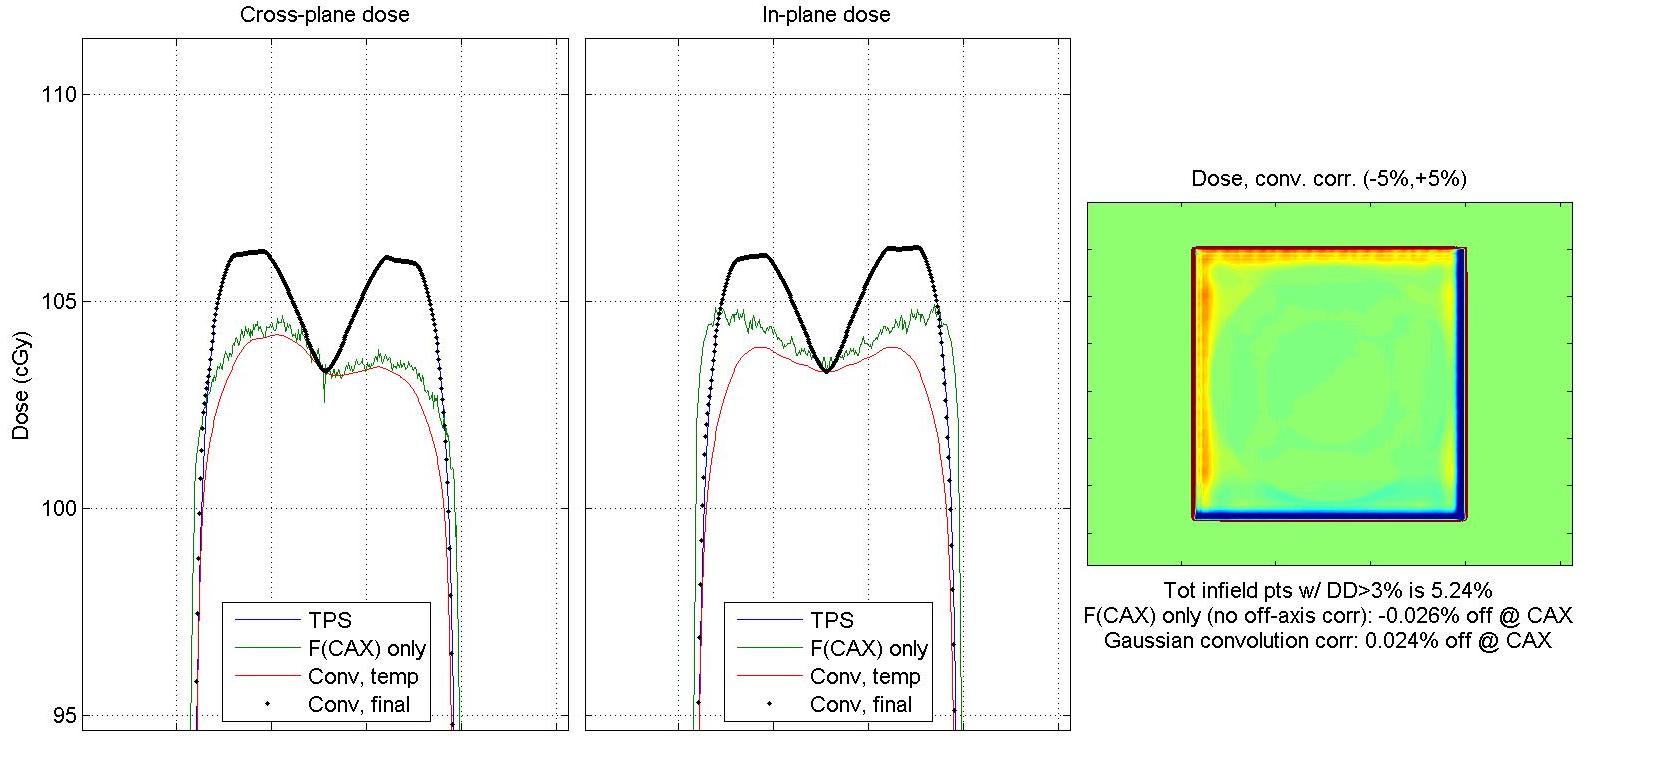 Cross-plane dose
In-plane dose
110
105
100
95
Dose (cGy)
TPS
F(CAX) only
Conv, temp
Conv, final
TPS
F(CAX) only
Conv, temp
Conv, final
Dose, conv. corr. (-5%,+5%)
Tot infield pts w/ DD>3% is 5.24%
F(CAX) only (no off-axis corr): -0.026% off @ CAX
Gaussian convolution corr: 0.024% off @ CAX